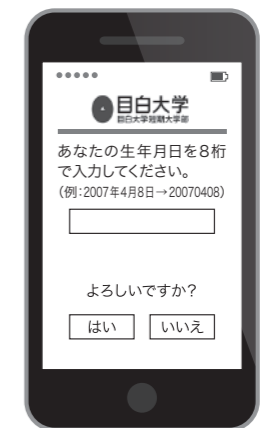 目白大学
目白大学短期大学部
あなたの生年月日を8桁
で入力してください。
(例:2007年4月8日→20070408)
よろしいですか?
はい いいえ